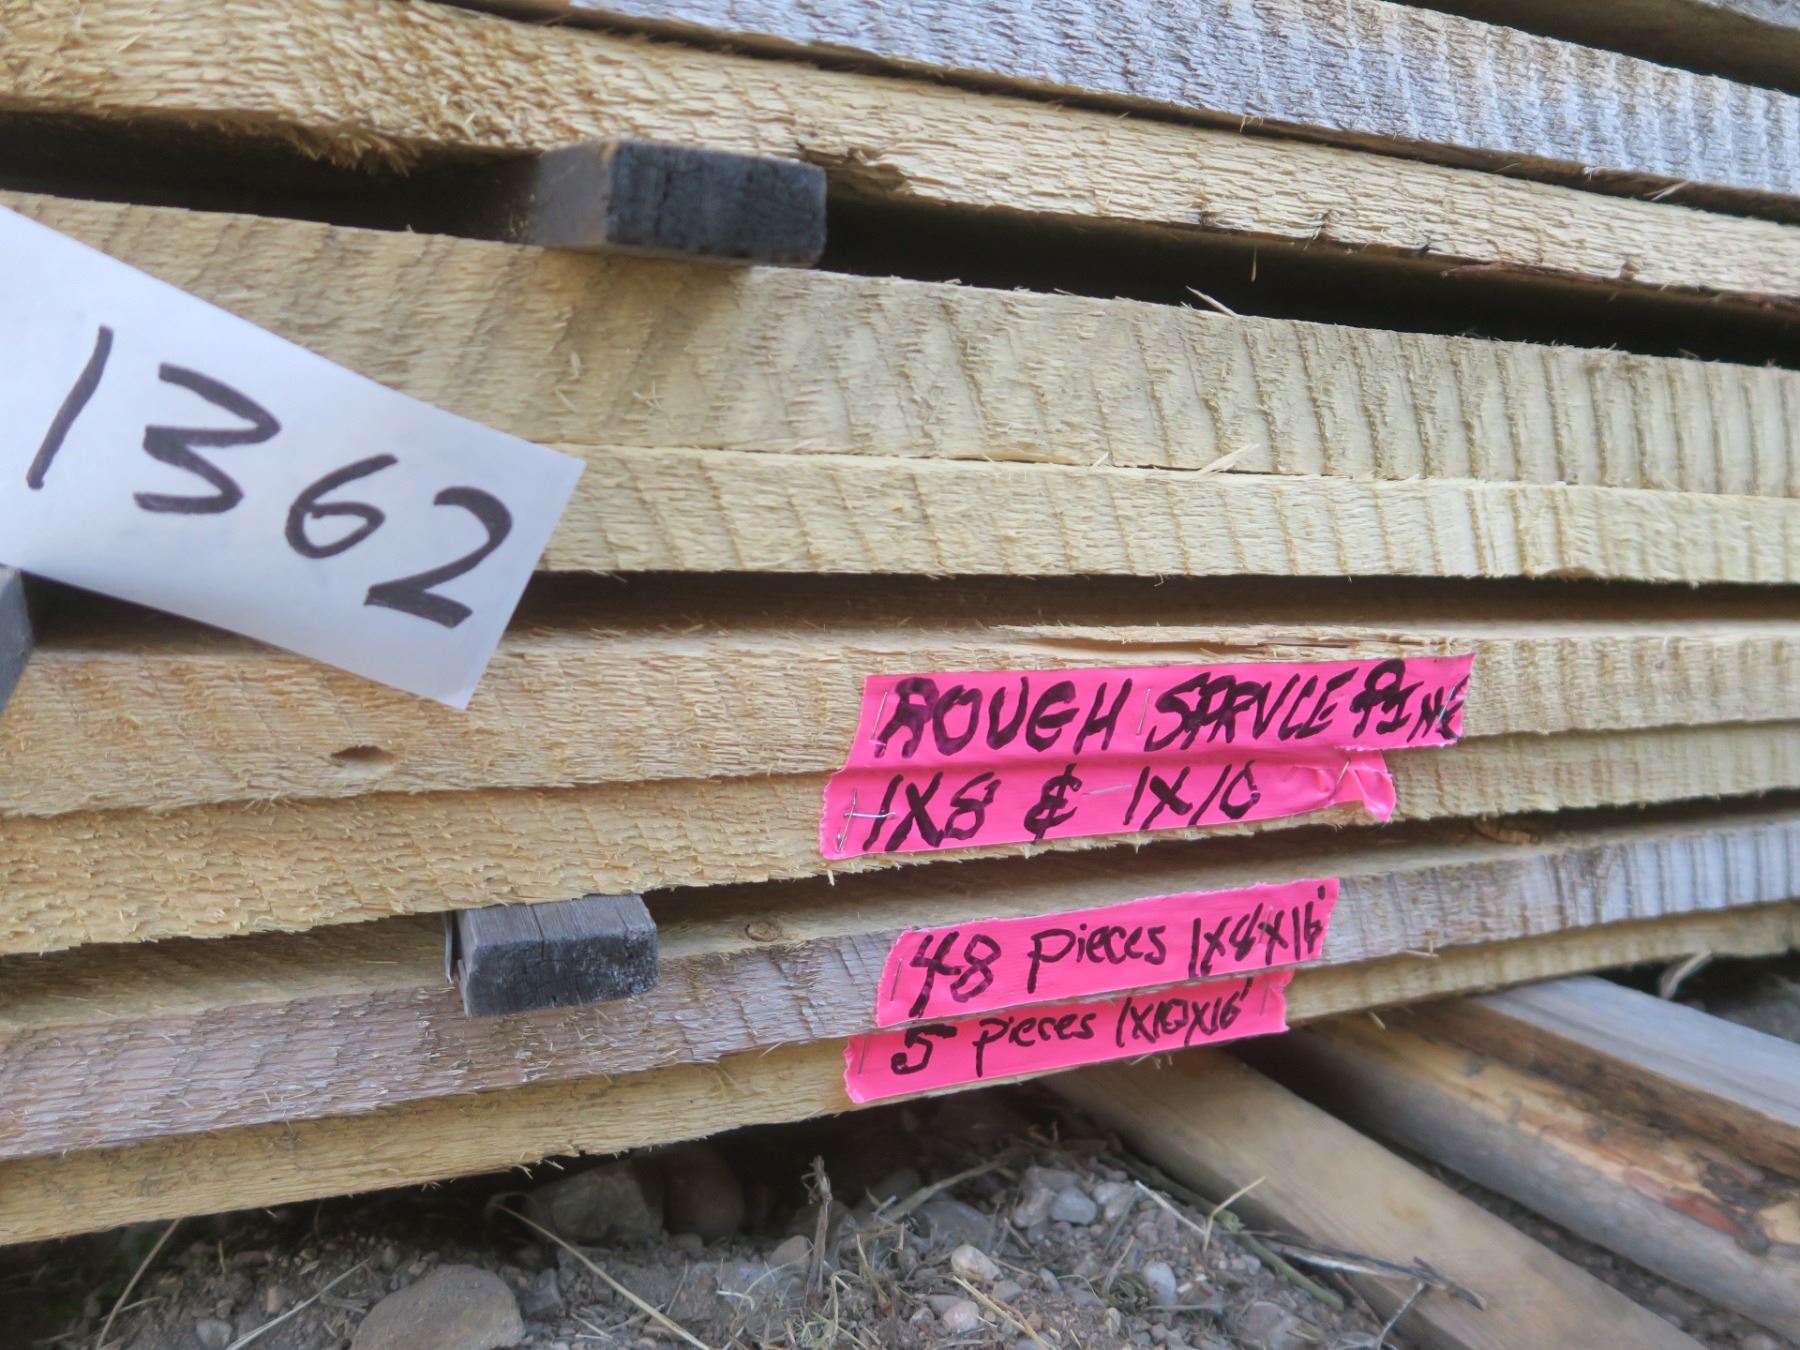 1362
ROUGH SPRUCE PINE
1X8 & 1X10
48 pieces 1x8x16'
5 pieces 1x10x16'